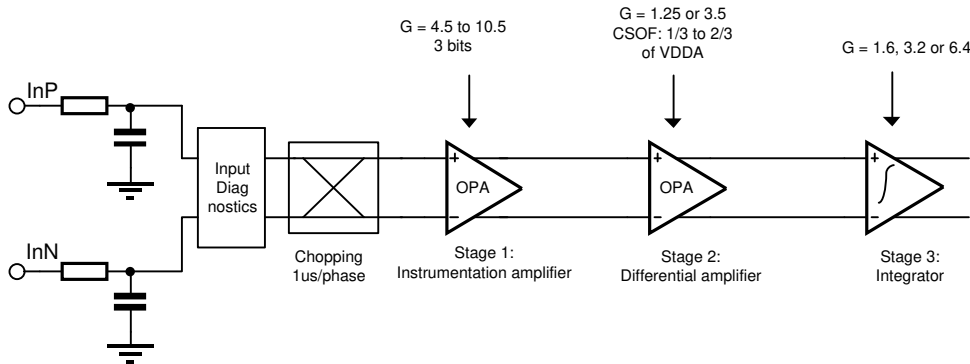 G = 4.5 to 10.5
3 bits
G = 1.25 or 3.5
CSOF: 1/3 to 2/3
of VDDA
G = 1.6, 3.2 or 6.4
InP
InN
Input
Diag
nostics
Chopping
1us/phase
+
OPA
−
Stage 1:
Instrumentation amplifier
+
OPA
−
Stage 2:
Differential amplifier
+
∫
−
Stage 3:
Integrator